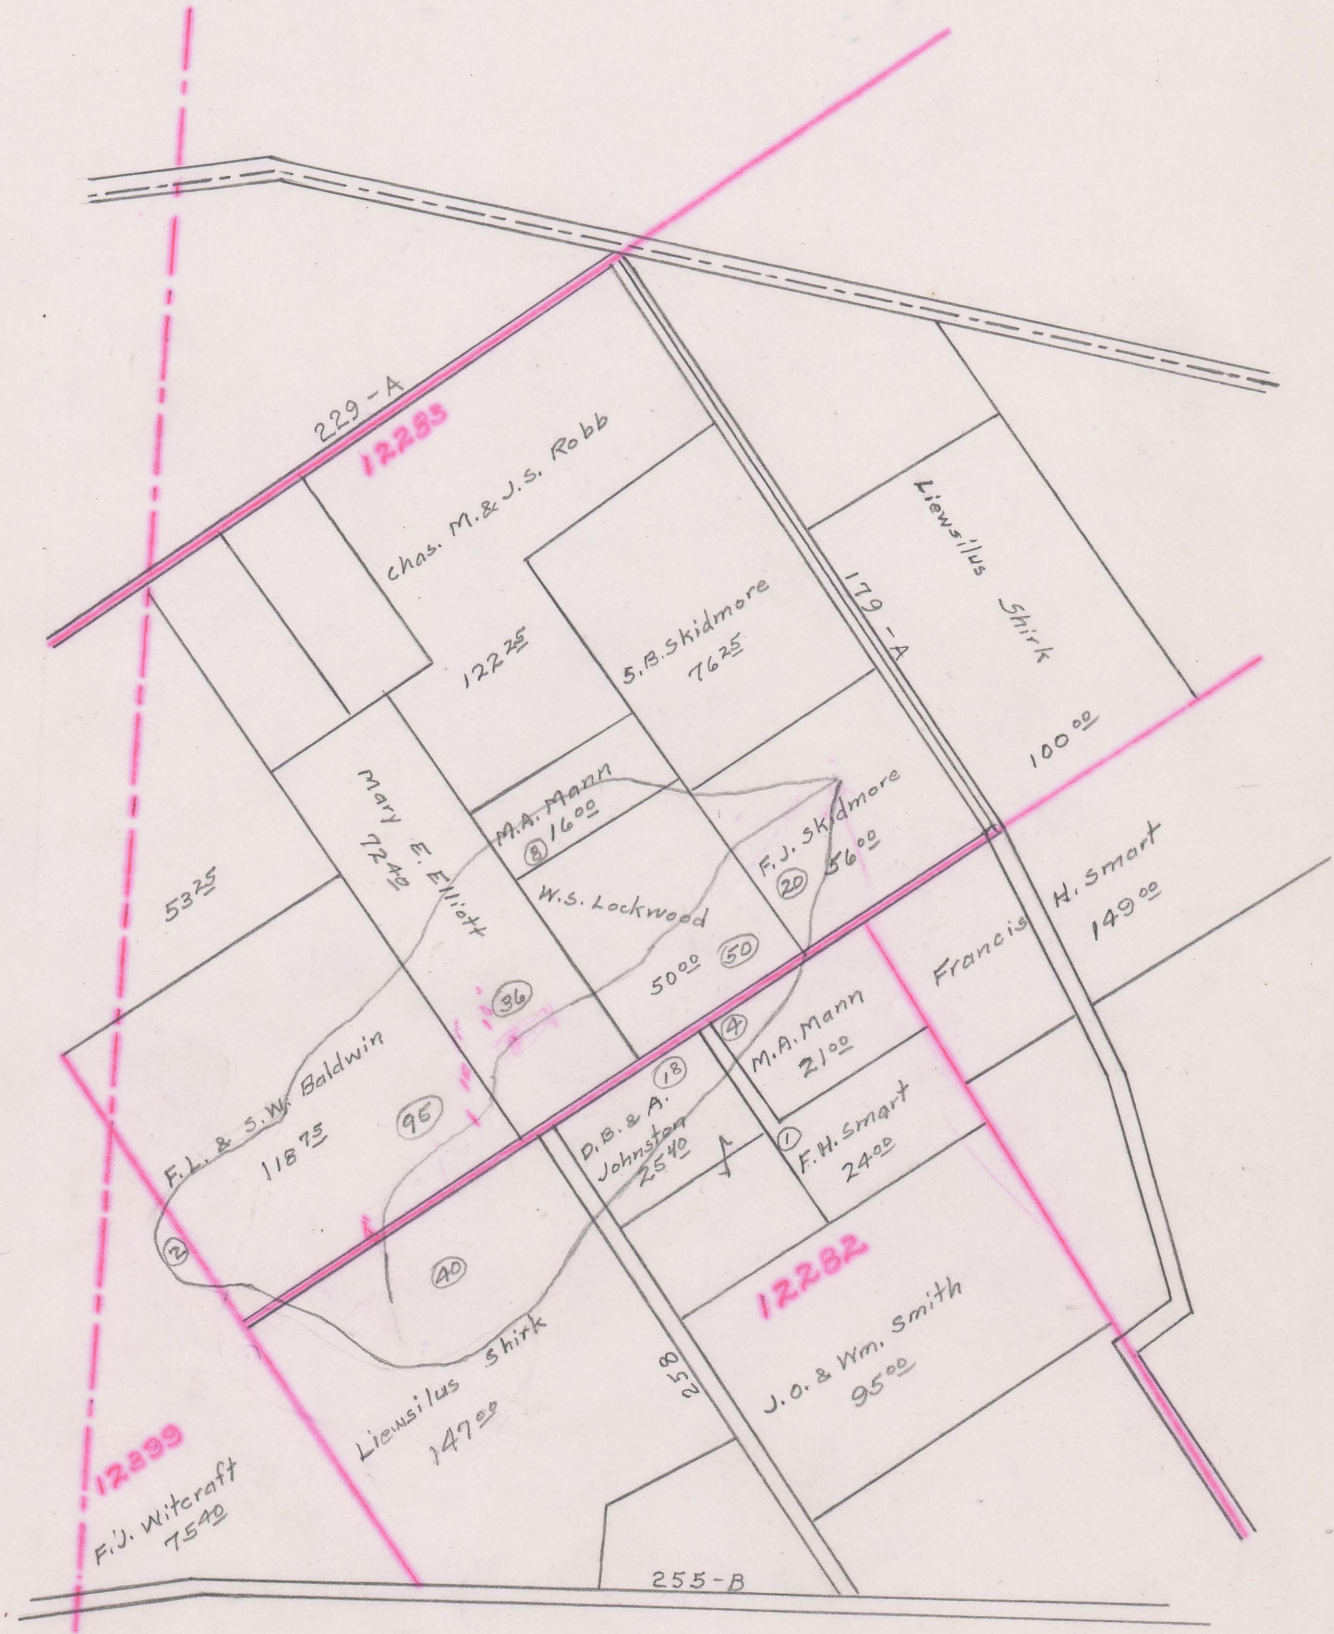 229-A
12283
Chas. M. & J.S. Robb
122 25
S.B. Skidmore
76 25
179-A
Liewsilus Shirk
100 00
Mary E. Elliott
72 40
M.A. Mann
8 16 00
F.J. Skidmore
20 56 00
53 25
W.S. Lockwood
50 00 50
36
Francis H. Smart
149 00
F.L. & S.W. Baldwin
118 75
95
4
M.A. Mann
21 00
18
D.B. & A.
Johnston
25 40
1
F.H. Smart
24 00
2
40
12282
Liewsilus Shirk
147 00
258
J.O. & Wm. Smith
95 00
12399
F.J. Witcraft
75 40
255-B